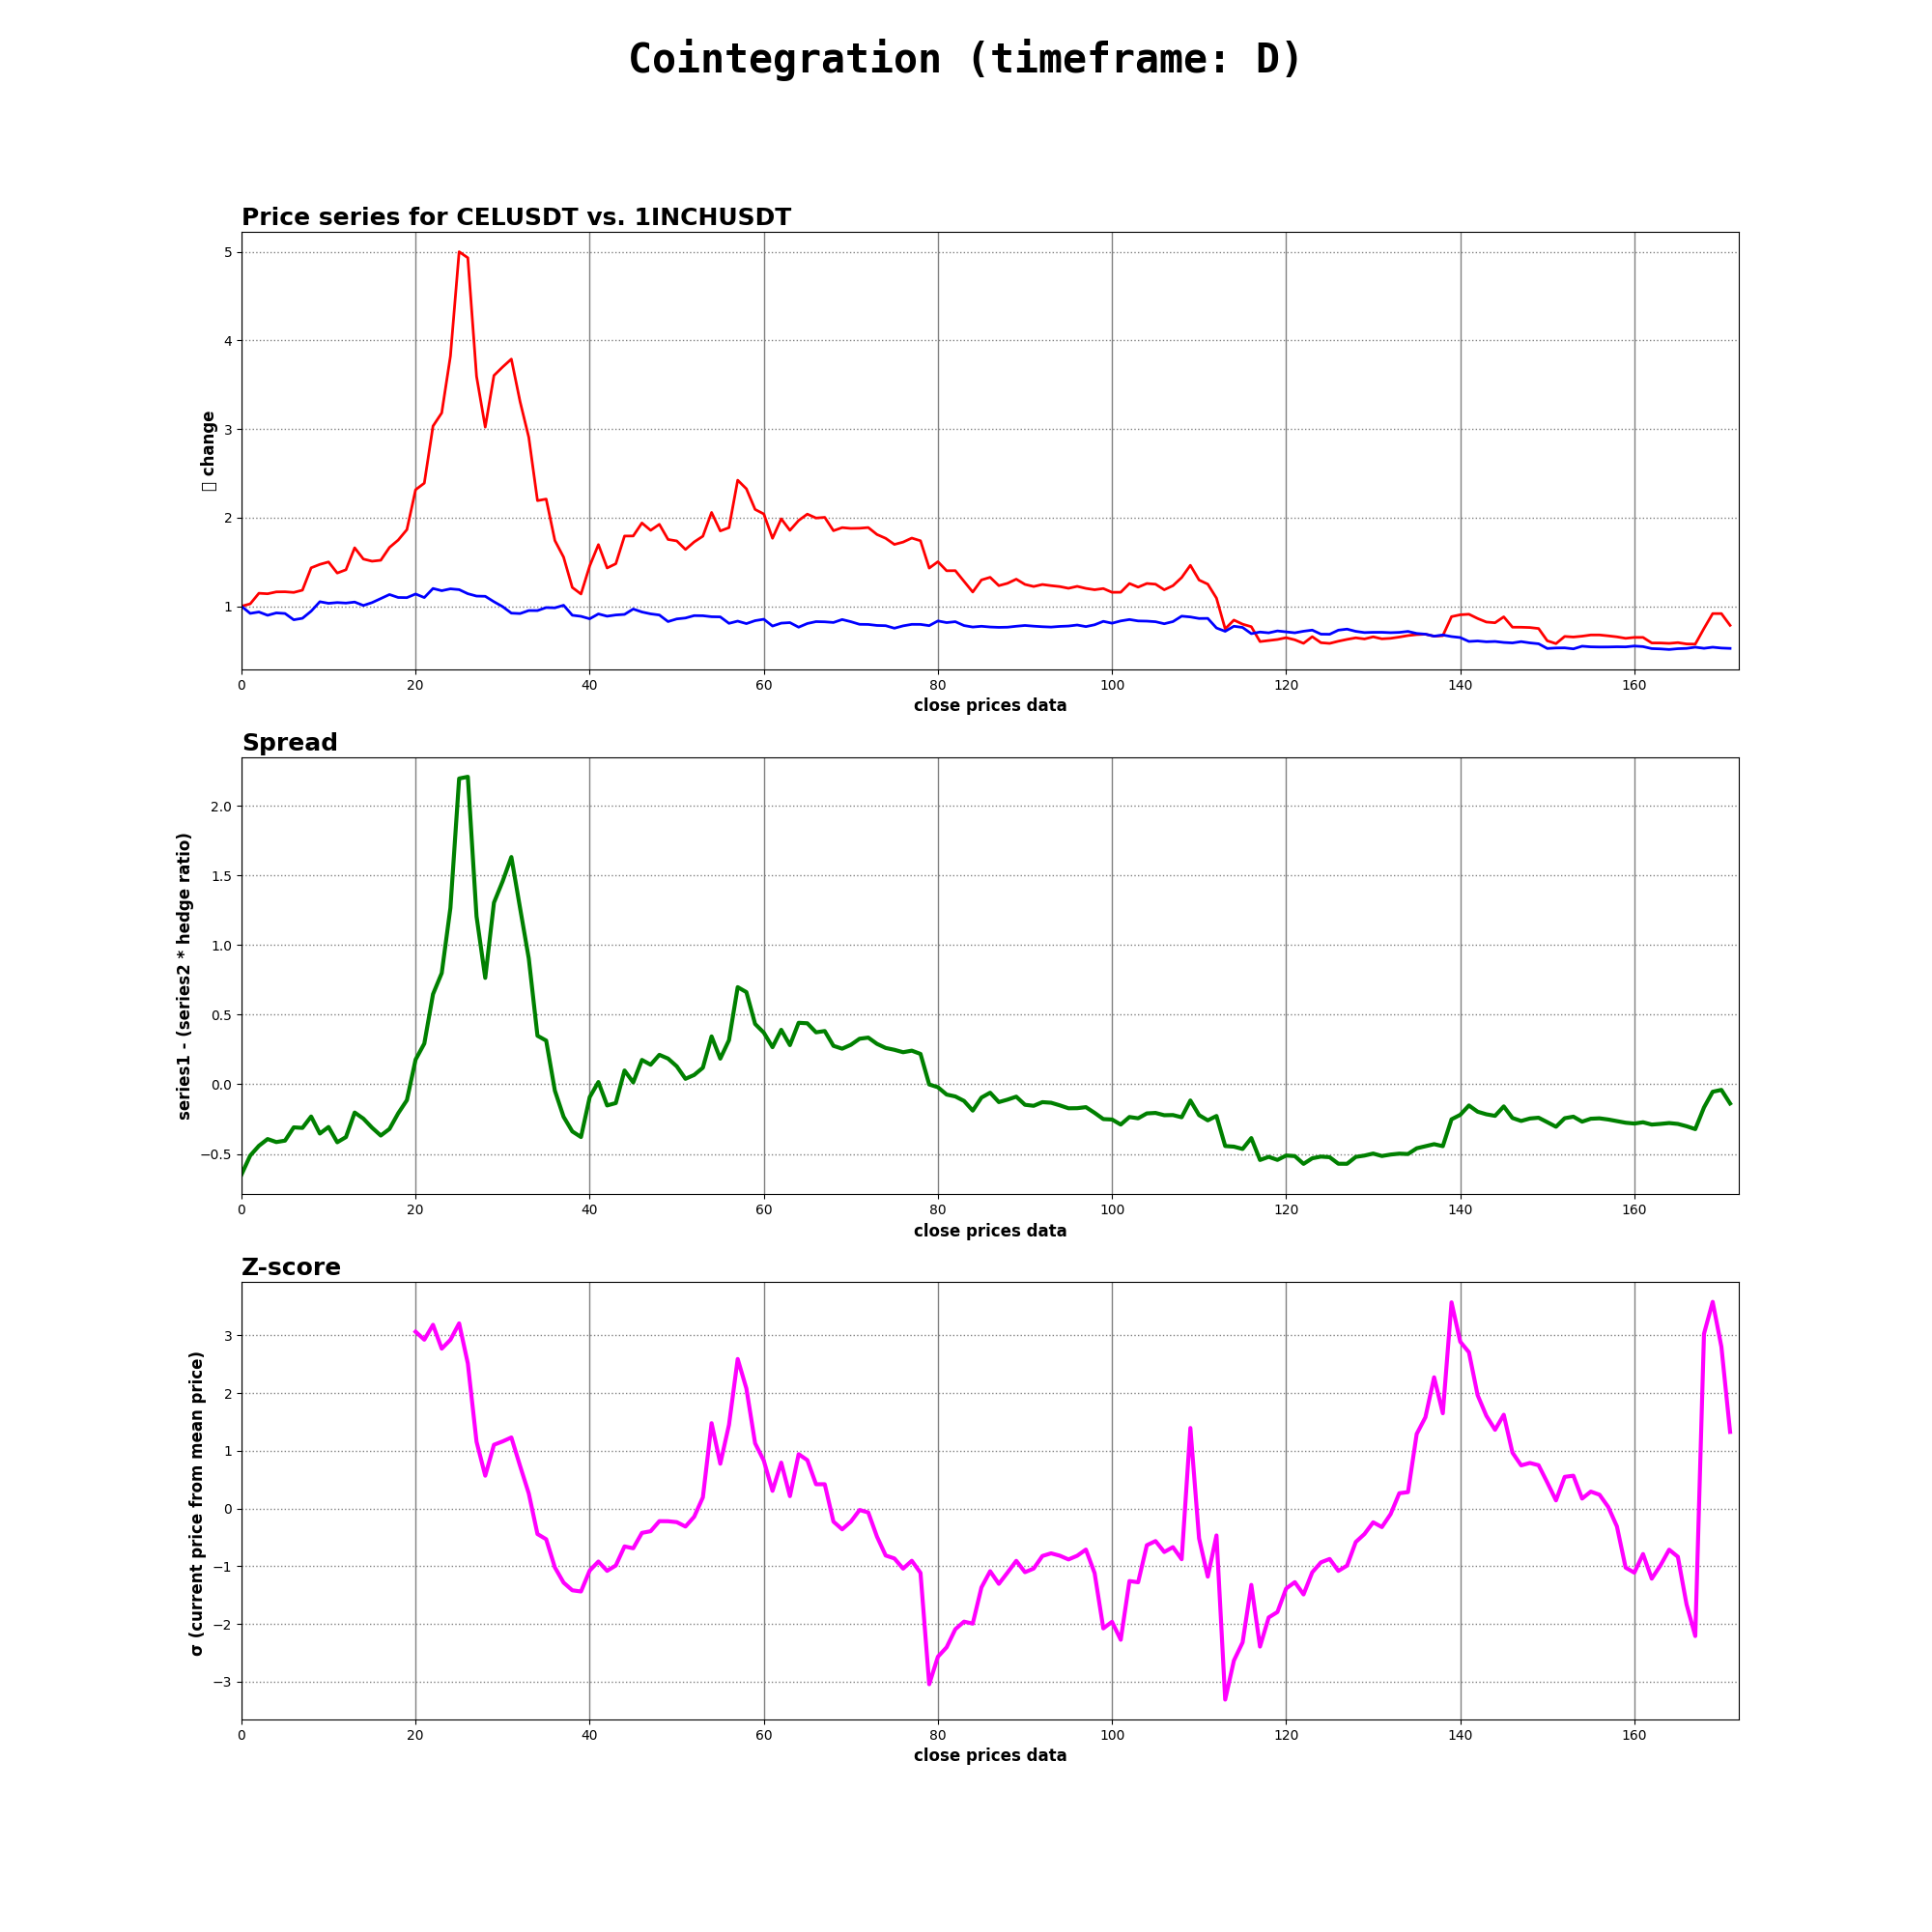 Cointegration (timeframe: D)
Price series for CELUSDT vs. 1INCHUSDT
change
5
4
3
2
1
0 20 40 60 80 100 120 140 160
close prices data
Spread
series1 - (series2 * hedge ratio)
2.0
1.5
1.0
0.5
0.0
−0.5
0 20 40 60 80 100 120 140 160
close prices data
Z-score
σ (current price from mean price)
3
2
1
0
−1
−2
−3
0 20 40 60 80 100 120 140 160
close prices data